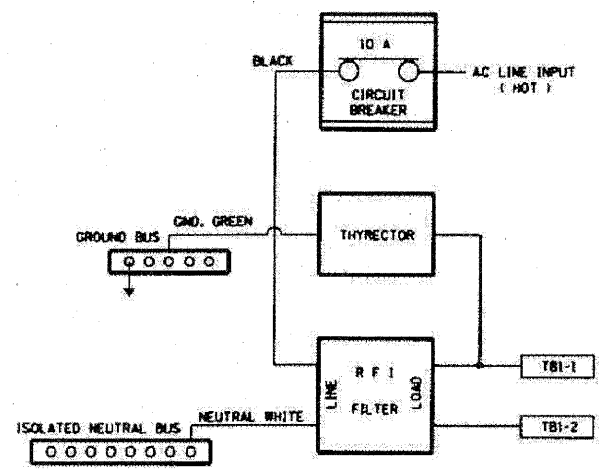 10 A
BLACK
AC LINE INPUT
( HOT )
CIRCUIT
BREAKER
GND. GREEN
GROUND BUS
THYRECTOR
LINE
R F I
FILTER
LOAD
TB1-1
NEUTRAL WHITE
TB1-2
ISOLATED NEUTRAL BUS